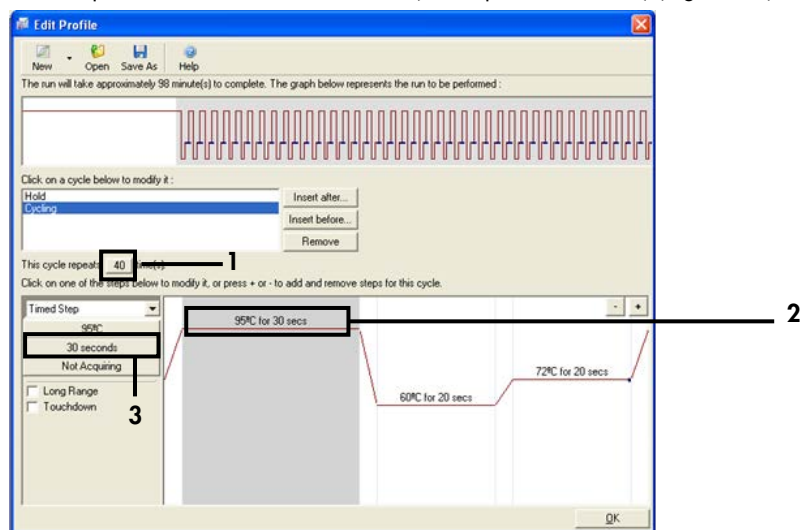 Edit Profile
New Open Save As Help
The run will take approximately 98 minute(s) to complete. The graph below represents the run to be performed :
Click on a cycle below to modify it :
Hold
Cycling
Insert after...
Insert before...
Remove
This cycle repeats 40 time(s).
1
Click on one of the steps below to modify it, or press + or - to add and remove steps for this cycle.
Timed Step
- +
95ºC
95ºC for 30 secs
2
30 seconds
Not Acquiring
72ºC for 20 secs
Long Range
60ºC for 20 secs
Touchdown
3
OK